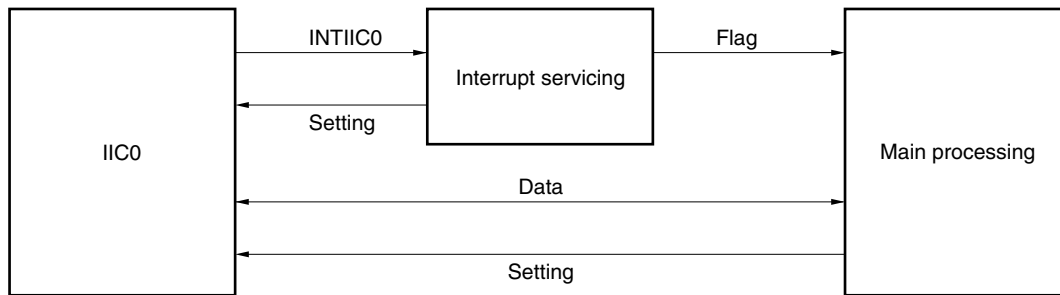 INTIIC0
Flag
Interrupt servicing
Setting
IIC0
Main processing
Data
Setting